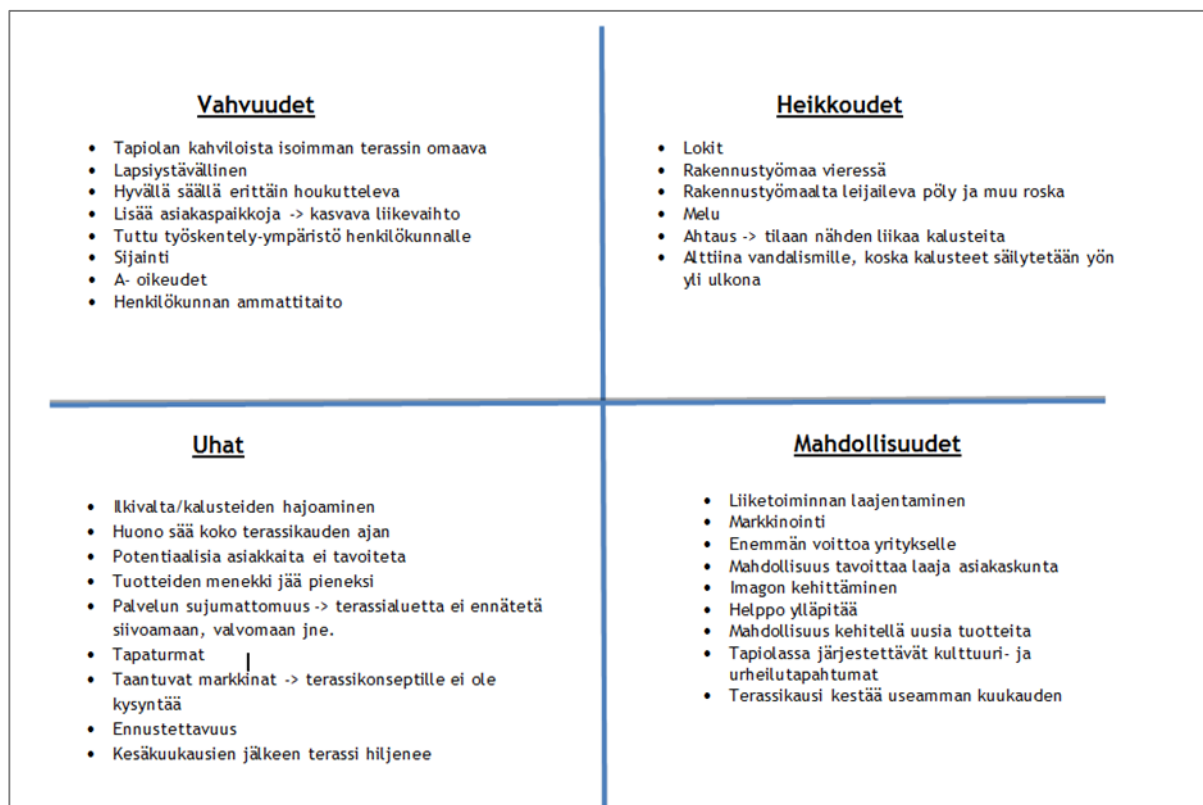 Vahvuudet
• Tapiolan kahviloista isoimman terassin omaava
• Lapsiystävällinen
• Hyvällä säällä erittäin houkutteleva
• Lisää asiakaspaikkoja -> kasvava liikevaihto
• Tuttu työskentely-ympäristö henkilökunnalle
• Sijainti
• A- oikeudet
• Henkilökunnan ammattitaito
Heikkoudet
• Lokit
• Rakennustyömaa vieressä
• Rakennustyömaalta leijaileva pöly ja muu roska
• Melu
• Ahtaus -> tilaan nähden liikaa kalusteita
• Alttiina vandalismille, koska kalusteet säilytetään yön
yli ulkona
Uhat
• Ilkivalta/kalusteiden hajoaminen
• Huono sää koko terassikauden ajan
• Potentiaalisia asiakkaita ei tavoiteta
• Tuotteiden menekki jää pieneksi
• Palvelun sujumattomuus -> terassialuetta ei ennätetä
siivoamaan, valvomaan jne.
• Tapaturmat
• Taantuvat markkinat -> terassikonseptille ei ole
kysyntää
• Ennustettavuus
• Kesäkuukausien jälkeen terassi hiljenee
Mahdollisuudet
• Liiketoiminnan laajentaminen
• Markkinointi
• Enemmän voittoa yritykselle
• Mahdollisuus tavoittaa laaja asiakaskunta
• Imagon kehittäminen
• Helppo ylläpitää
• Mahdollisuus kehitellä uusia tuotteita
• Tapiolassa järjestettävät kulttuuri- ja
urheilutapahtumat
• Terassikausi kestää useamman kuukauden